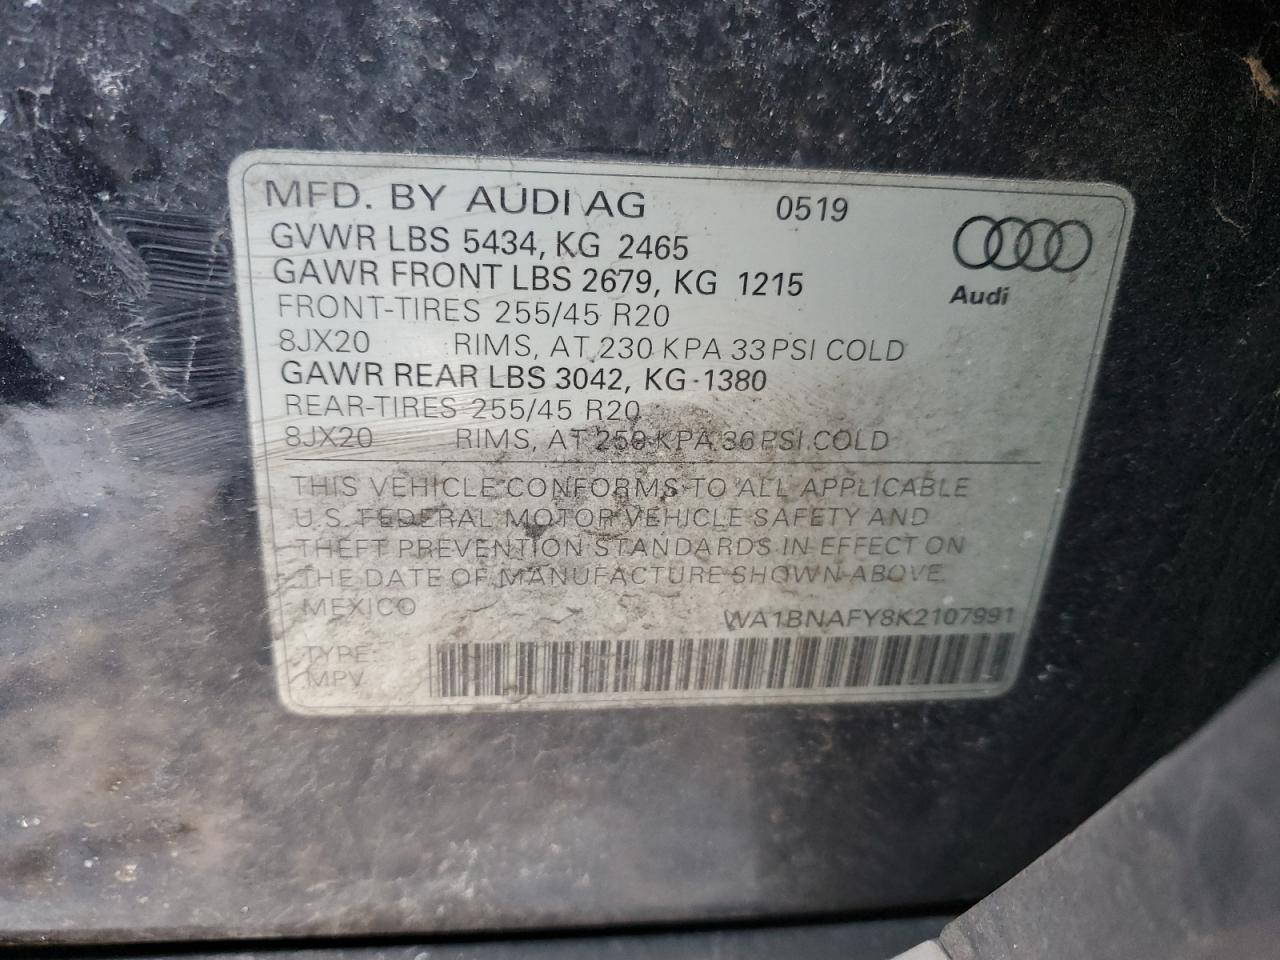 MFD. BY AUDI AG 0519
GVWR LBS 5434, KG 2465
GAWR FRONT LBS 2679, KG 1215
FRONT-TIRES 255/45 R20
8JX20 RIMS, AT 230 KPA 33 PSI COLD
GAWR REAR LBS 3042, KG 1380
REAR-TIRES 255/45 R20
8JX20 RIMS, AT 250 KPA 36 PSI COLD
Audi
THIS VEHICLE CONFORMS TO ALL APPLICABLE
U.S. FEDERAL MOTOR VEHICLE SAFETY AND
THEFT PREVENTION STANDARDS IN EFFECT ON
THE DATE OF MANUFACTURE SHOWN ABOVE.
MEXICO WA1BNAFY8K2107991
TYPE:
MPV